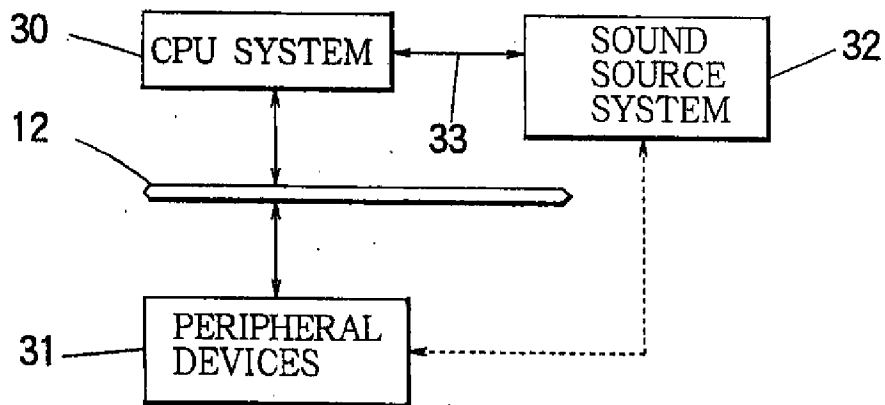 30
CPU SYSTEM
SOUND
SOURCE
SYSTEM
32
33
12
31
PERIPHERAL
DEVICES